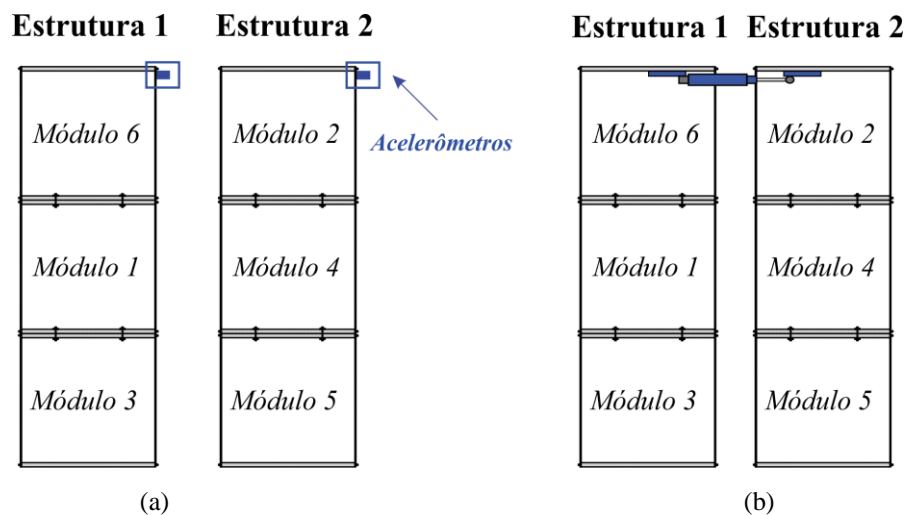 Estrutura 1 Estrutura 2 Estrutura 1 Estrutura 2
Módulo 6 Módulo 2 Acelerômetros Módulo 6 Módulo 2
Módulo 1 Módulo 4 Módulo 1 Módulo 4
Módulo 3 Módulo 5 Módulo 3 Módulo 5
(a) (b)